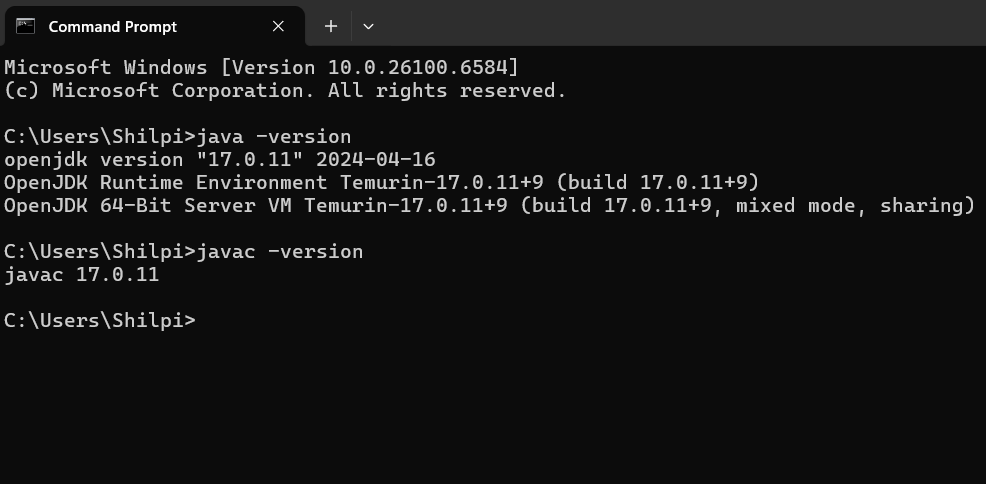 Command Prompt
Microsoft Windows [Version 10.0.26100.6584]
(c) Microsoft Corporation. All rights reserved.
C:\Users\Shilpi>java -version
openjdk version "17.0.11" 2024-04-16
OpenJDK Runtime Environment Temurin-17.0.11+9 (build 17.0.11+9)
OpenJDK 64-Bit Server VM Temurin-17.0.11+9 (build 17.0.11+9, mixed mode, sharing)
C:\Users\Shilpi>javac -version
javac 17.0.11
C:\Users\Shilpi>